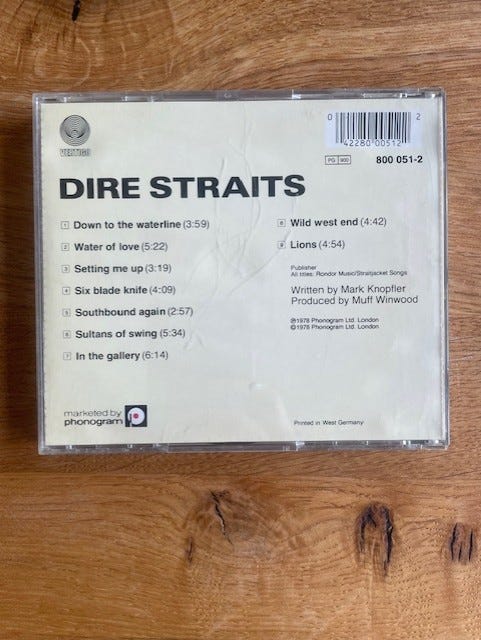 VERTIGO
0 42280 00512 2
PG 900 800 051-2
DIRE STRAITS
1 Down to the waterline (3:59)
2 Water of love (5:22)
3 Setting me up (3:19)
4 Six blade knife (4:09)
5 Southbound again (2:57)
6 Sultans of swing (5:34)
7 In the gallery (6:14)
8 Wild west end (4:42)
9 Lions (4:54)
Publisher
All titles: Rondor Music/Straitjacket Songs
Written by Mark Knopfler
Produced by Muff Winwood
℗1978 Phonogram Ltd. London
©1978 Phonogram Ltd. London
marketed by
phonogram
Printed in West Germany